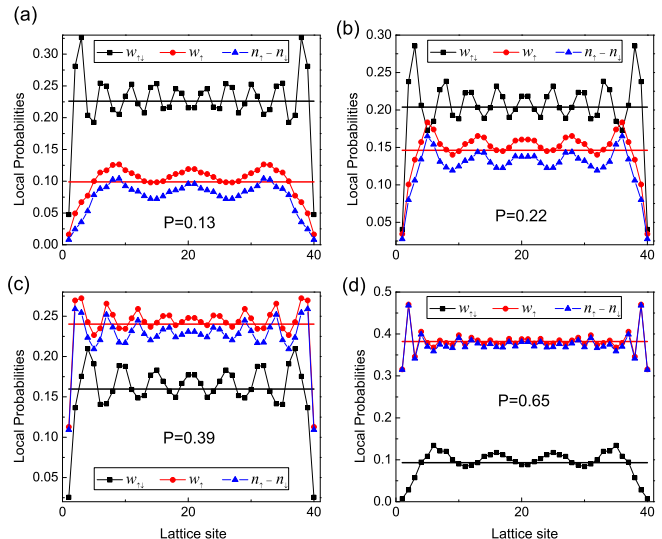 (a)
0.30
0.25
0.20
0.15
0.10
0.05
0.00
Local Probabilities
w↑↓ w↑ n↑ − n↓
P=0.13
0 20 40
(b)
0.30
0.25
0.20
0.15
0.10
0.05
Local Probabilities
w↑↓ w↑ n↑ − n↓
P=0.22
0 20 40
(c)
0.25
0.20
0.15
0.10
0.05
Local Probabilities
P=0.39
w↑↓ w↑ n↑ − n↓
0 20 40
Lattice site
(d)
0.5
0.4
0.3
0.2
0.1
0.0
Local Probabilities
w↑↓ w↑ n↑ − n↓
P=0.65
0 20 40
Lattice site